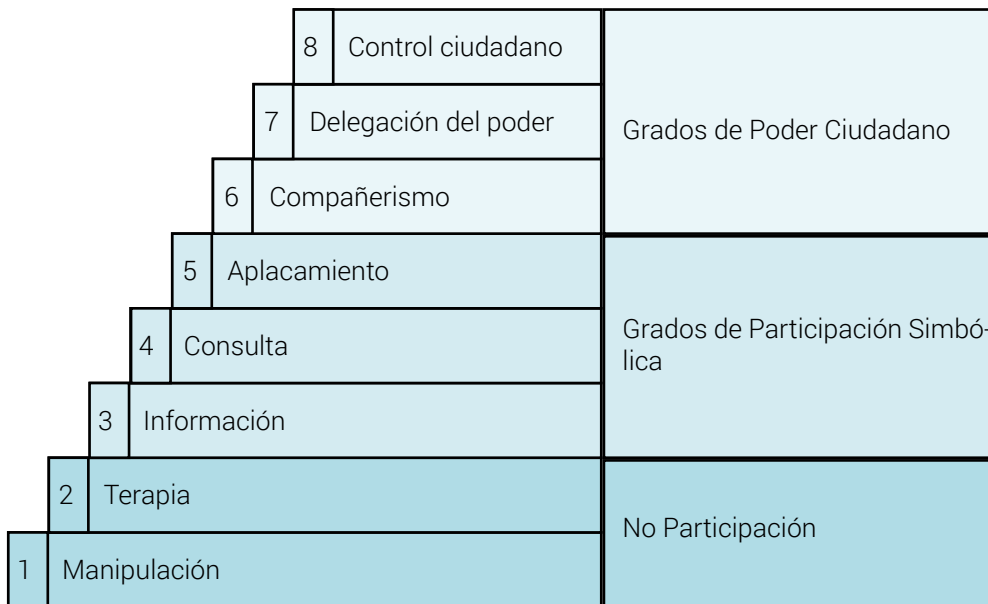 8 Control ciudadano
7 Delegación del poder
Grados de Poder Ciudadano
6 Compañerismo
5 Aplacamiento
4 Consulta
Grados de Participación Simbó-
lica
3 Información
2 Terapia
No Participación
1 Manipulación